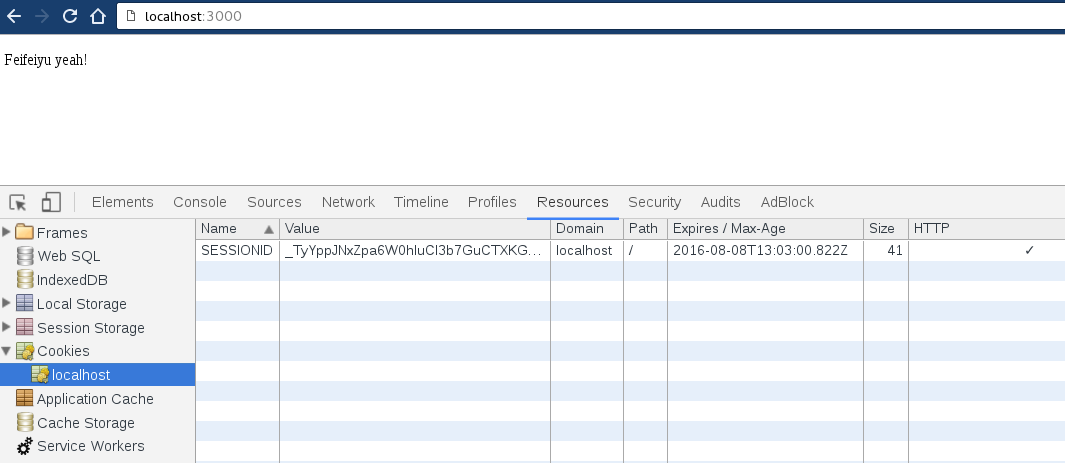 localhost:3000
Feifeiyu yeah!
Elements Console Sources Network Timeline Profiles Resources Security Audits AdBlock
Frames
Web SQL
IndexedDB
Local Storage
Session Storage
Cookies
localhost
Application Cache
Cache Storage
Service Workers
Name Value Domain Path Expires / Max-Age Size HTTP
SESSIONID _TyYppJNxZpa6W0hluCI3b7GuCTXKG... localhost / 2016-08-08T13:03:00.822Z 41 ✓